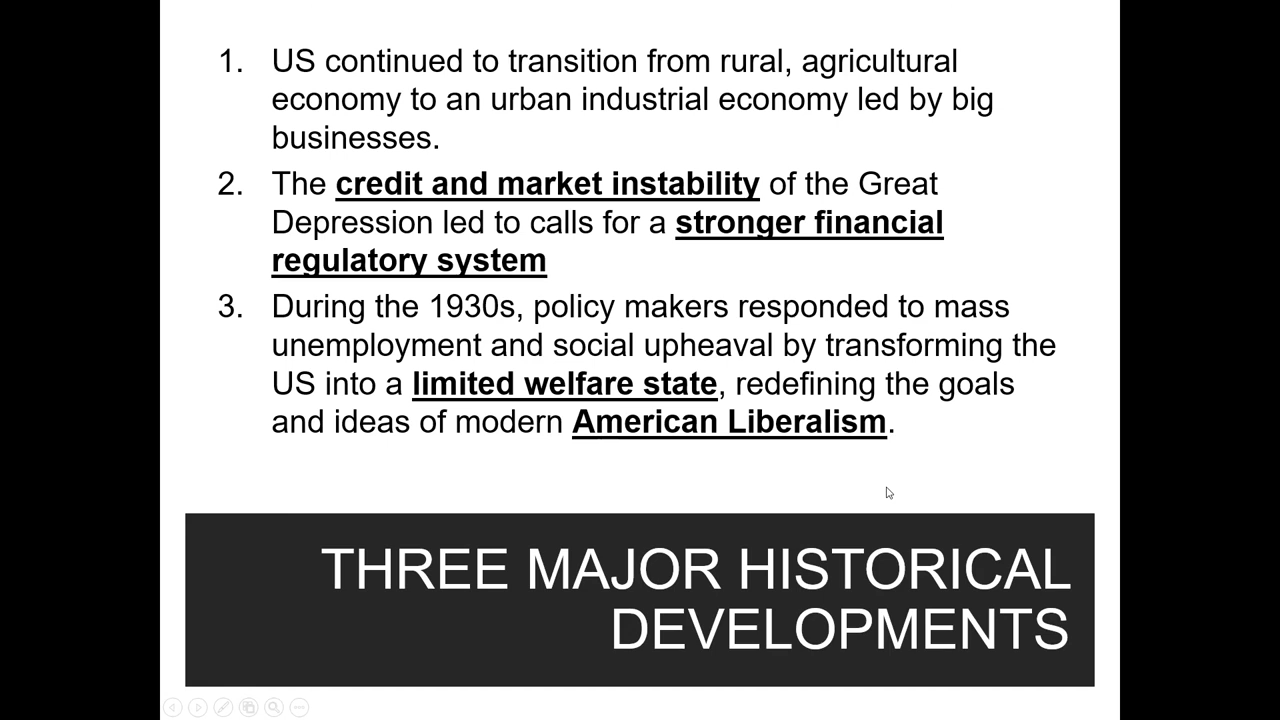 1. US continued to transition from rural, agricultural
economy to an urban industrial economy led by big
businesses.
2. The credit and market instability of the Great
Depression led to calls for a stronger financial
regulatory system
3. During the 1930s, policy makers responded to mass
unemployment and social upheaval by transforming the
US into a limited welfare state, redefining the goals
and ideas of modern American Liberalism.
THREE MAJOR HISTORICAL
DEVELOPMENTS